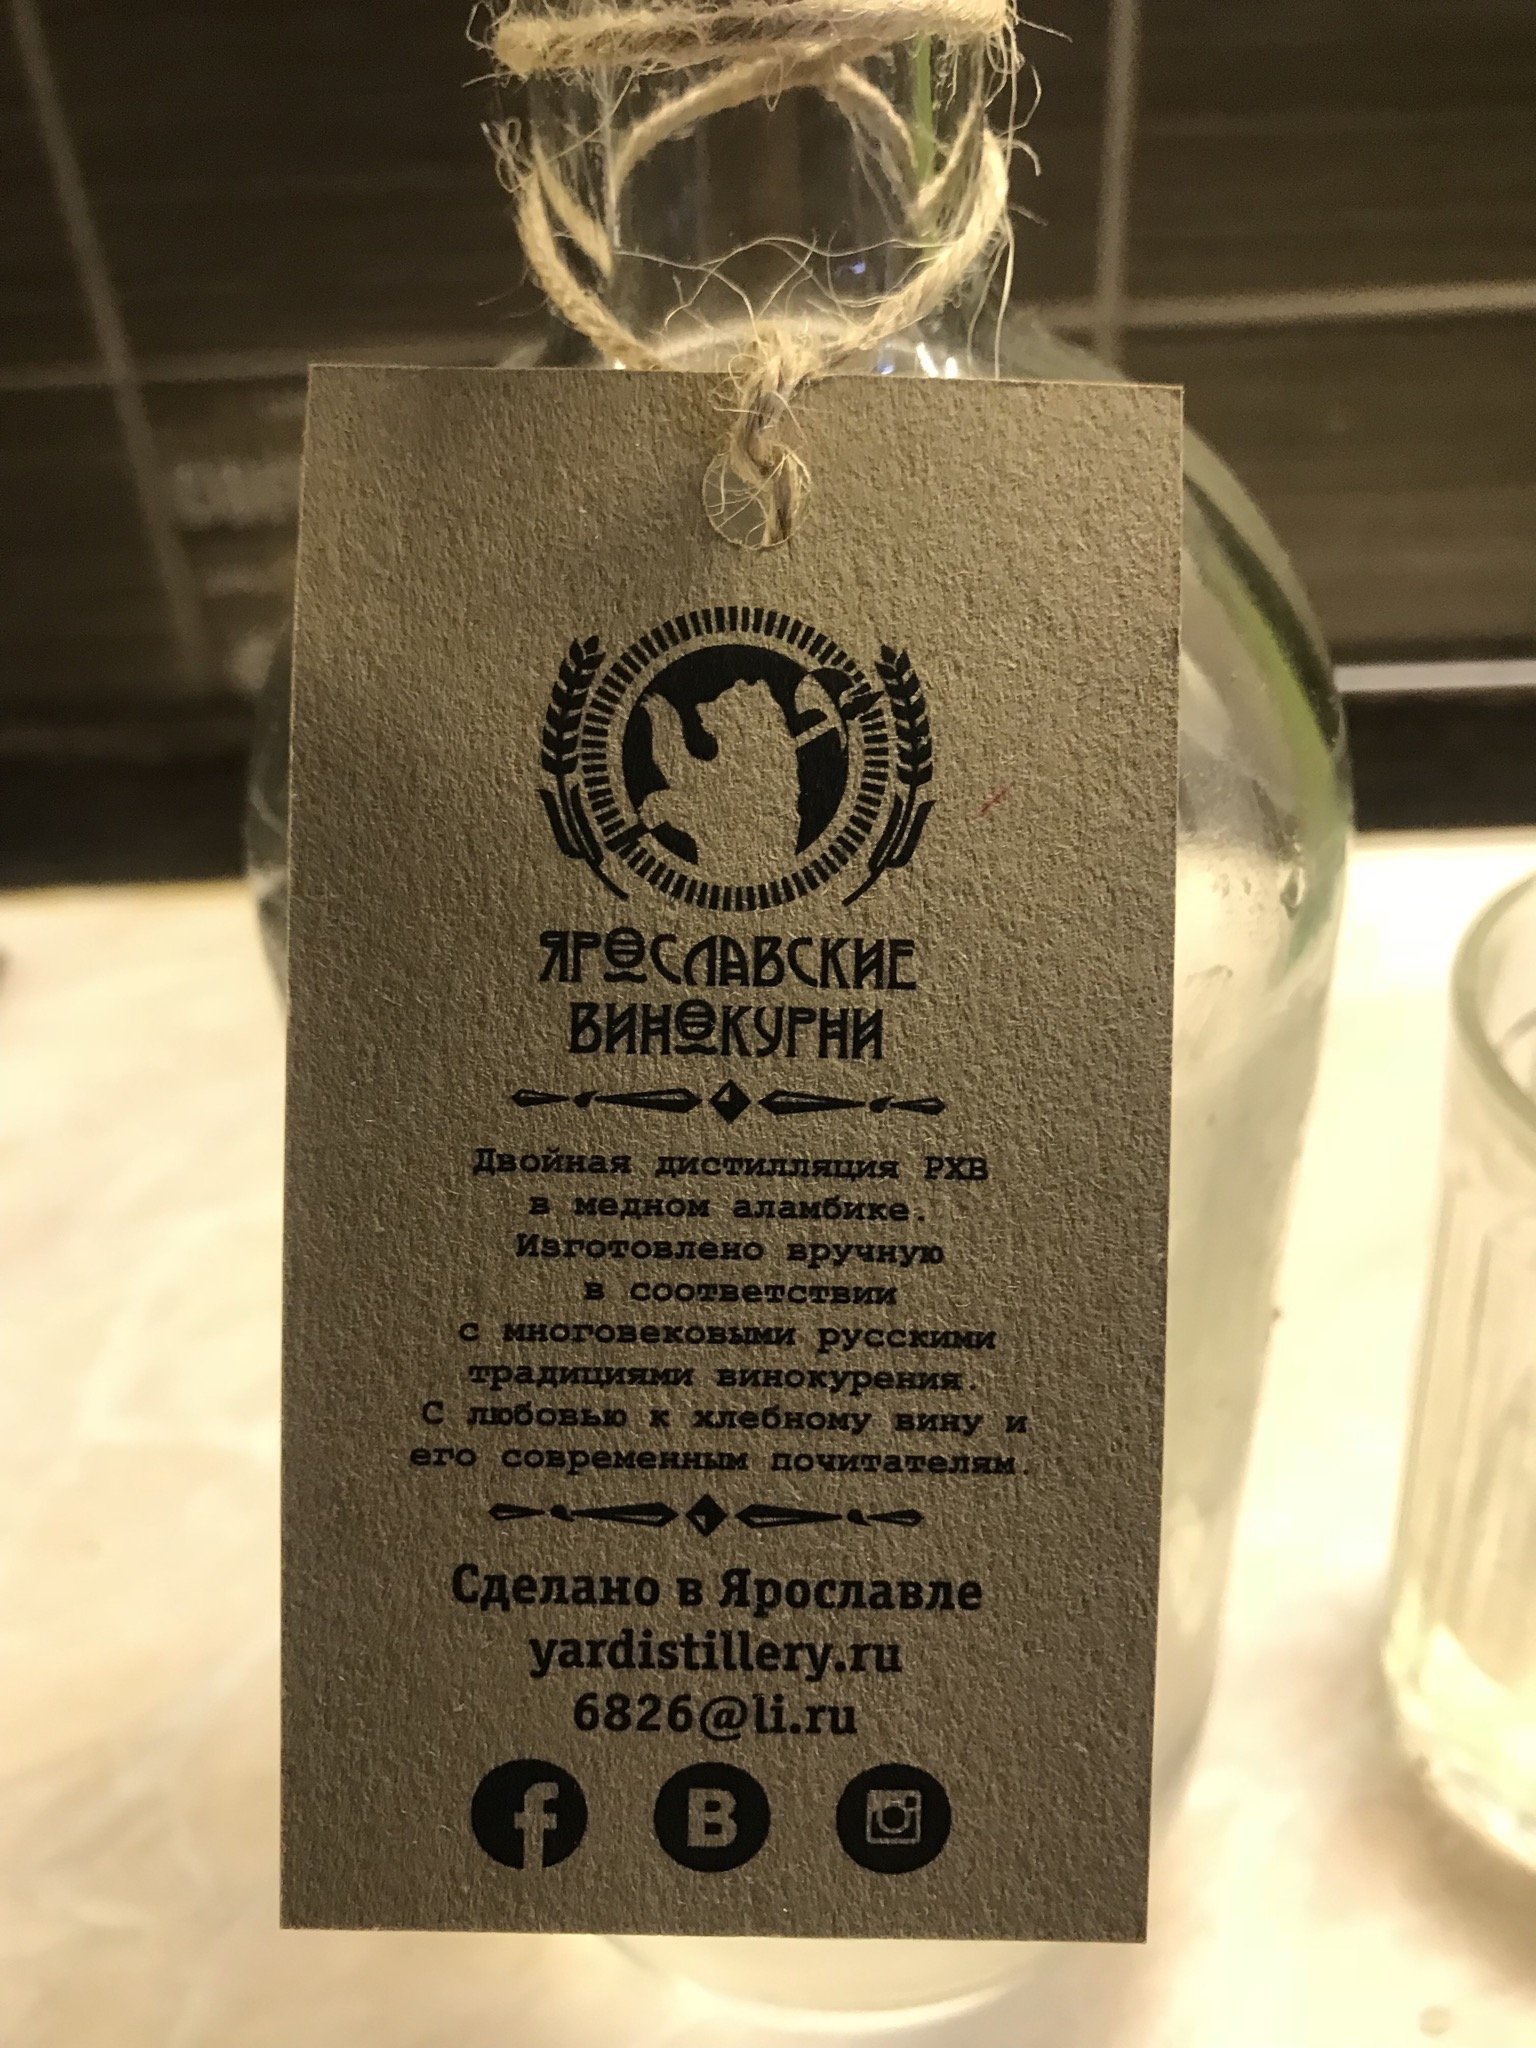 ЯРОСЛАВСКИЕ
ВИНОКУРНИ
Двойная дистилляция РХВ
в медном аламбике.
Изготовлено вручную
в соответствии
с многовековыми русскими
традициями винокурения.
С любовью к хлебному вину и
его современным почитателям.
Сделано в Ярославле
yardistillery.ru
6826@li.ru